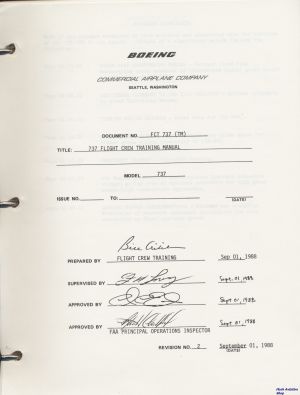 BOEING
COMMERCIAL AIRPLANE COMPANY
SEATTLE, WASHINGTON
DOCUMENT NO. FCT 737 (TM)
TITLE: 737 FLIGHT CREW TRAINING MANUAL
MODEL 737
ISSUE NO. TO: (DATE)
PREPARED BY FLIGHT CREW TRAINING Sep 01, 1988
SUPERVISED BY Sept. 01, 1988
APPROVED BY Sept 01, 1988
APPROVED BY Sept 01, 1988
FAA PRINCIPAL OPERATIONS INSPECTOR
REVISION NO. 2 September 01, 1988
(DATE)